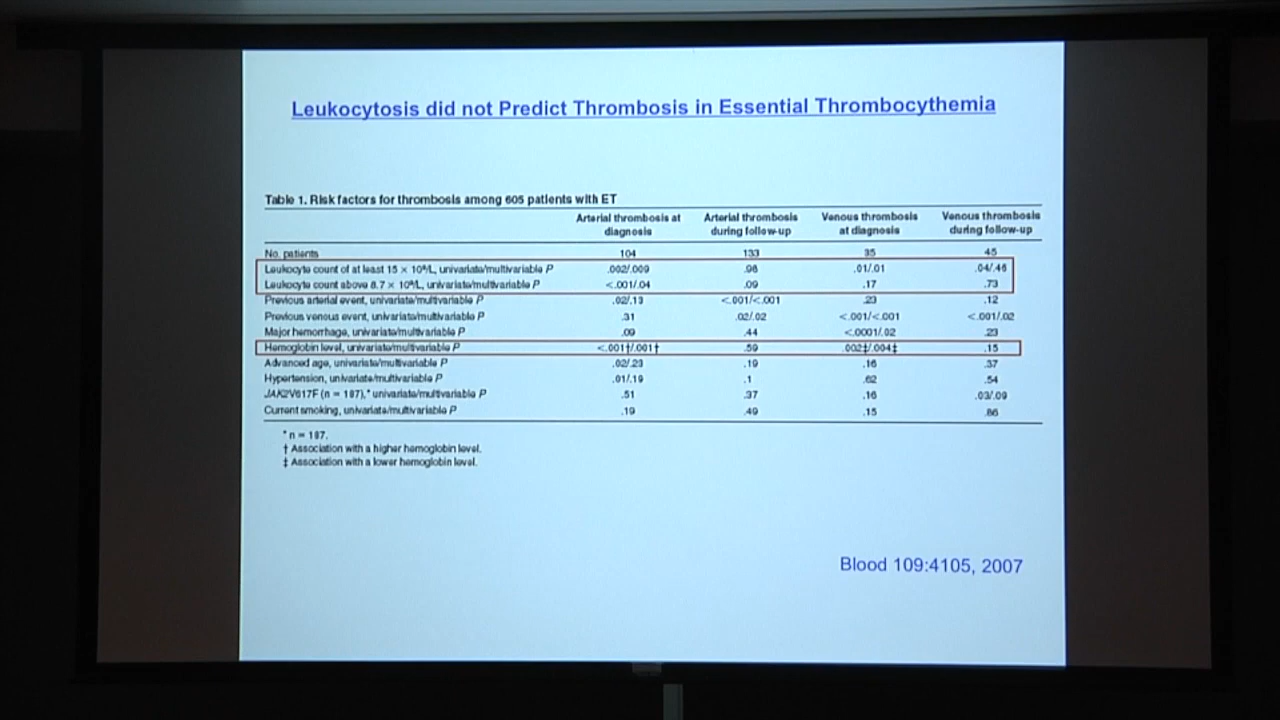 Leukocytosis did not Predict Thrombosis in Essential Thrombocythemia
Table 1. Risk factors for thrombosis among 605 patients with ET
Arterial thrombosis at diagnosis Arterial thrombosis during follow-up Venous thrombosis at diagnosis Venous thrombosis during follow-up
No. patients 104 133 35 45
Leukocyte count of at least 15 × 10⁹/L, univariate/multivariable P .002/.009 .01/.01 .04/.46
Leukocyte count above 8.7 × 10⁹/L, univariate/multivariable P <.001/.04 .09 .17 .73
Previous arterial event, univariate/multivariable P .02/.13 <.001/<.001 .23 .12
Previous venous event, univariate/multivariable P .31 .02/.02 <.001/<.001 <.001/.02
Major hemorrhage, univariate/multivariable P .09 .44 <.0001/.02 .23
Hemoglobin level, univariate/multivariable P <.001†/.001† .59 .002‡/.004‡ .15
Advanced age, univariate/multivariable P .02/.23 .19 .16 .37
Hypertension, univariate/multivariable P .01/.19 .1 .62 .54
JAK2V617F (n = 187),* univariate/multivariable P .51 .37 .16 .03/.09
Current smoking, univariate/multivariable P .19 .49 .15 .86
* n = 187.
† Association with a higher hemoglobin level.
‡ Association with a lower hemoglobin level.
Blood 109:4105, 2007